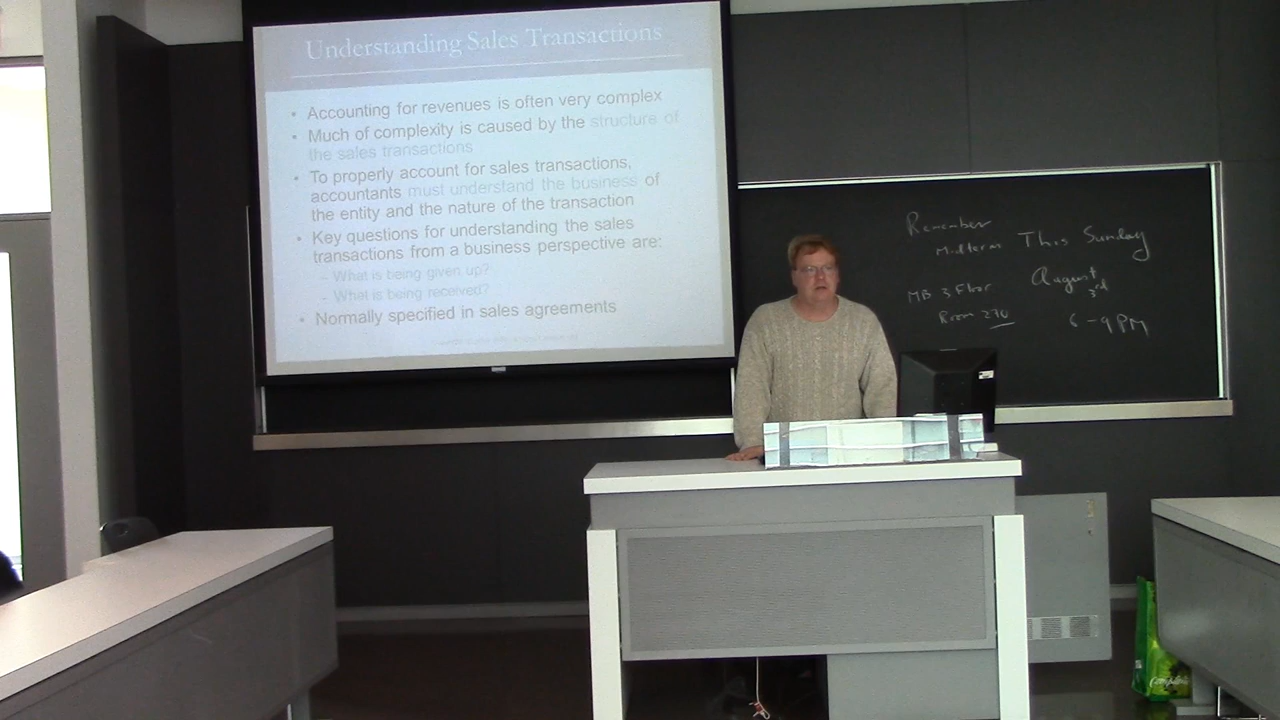 Understanding Sales Transactions
• Accounting for revenues is often very complex
• Much of complexity is caused by the structure of
the sales transactions
• To properly account for sales transactions,
accountants must understand the business of
the entity and the nature of the transaction
• Key questions for understanding the sales
transactions from a business perspective are:
– What is being given up?
– What is being received?
• Normally specified in sales agreements
Remember
Midterm This Sunday
August
3rd
MB 3 Floor
Room 270
6-9 PM